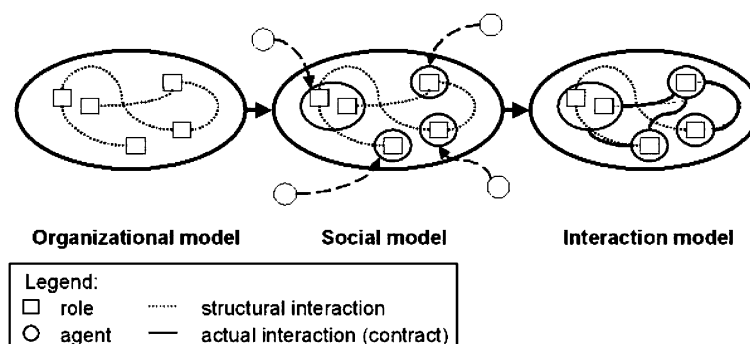 Organizational model Social model Interaction model
Legend:
role structural interaction
agent actual interaction (contract)